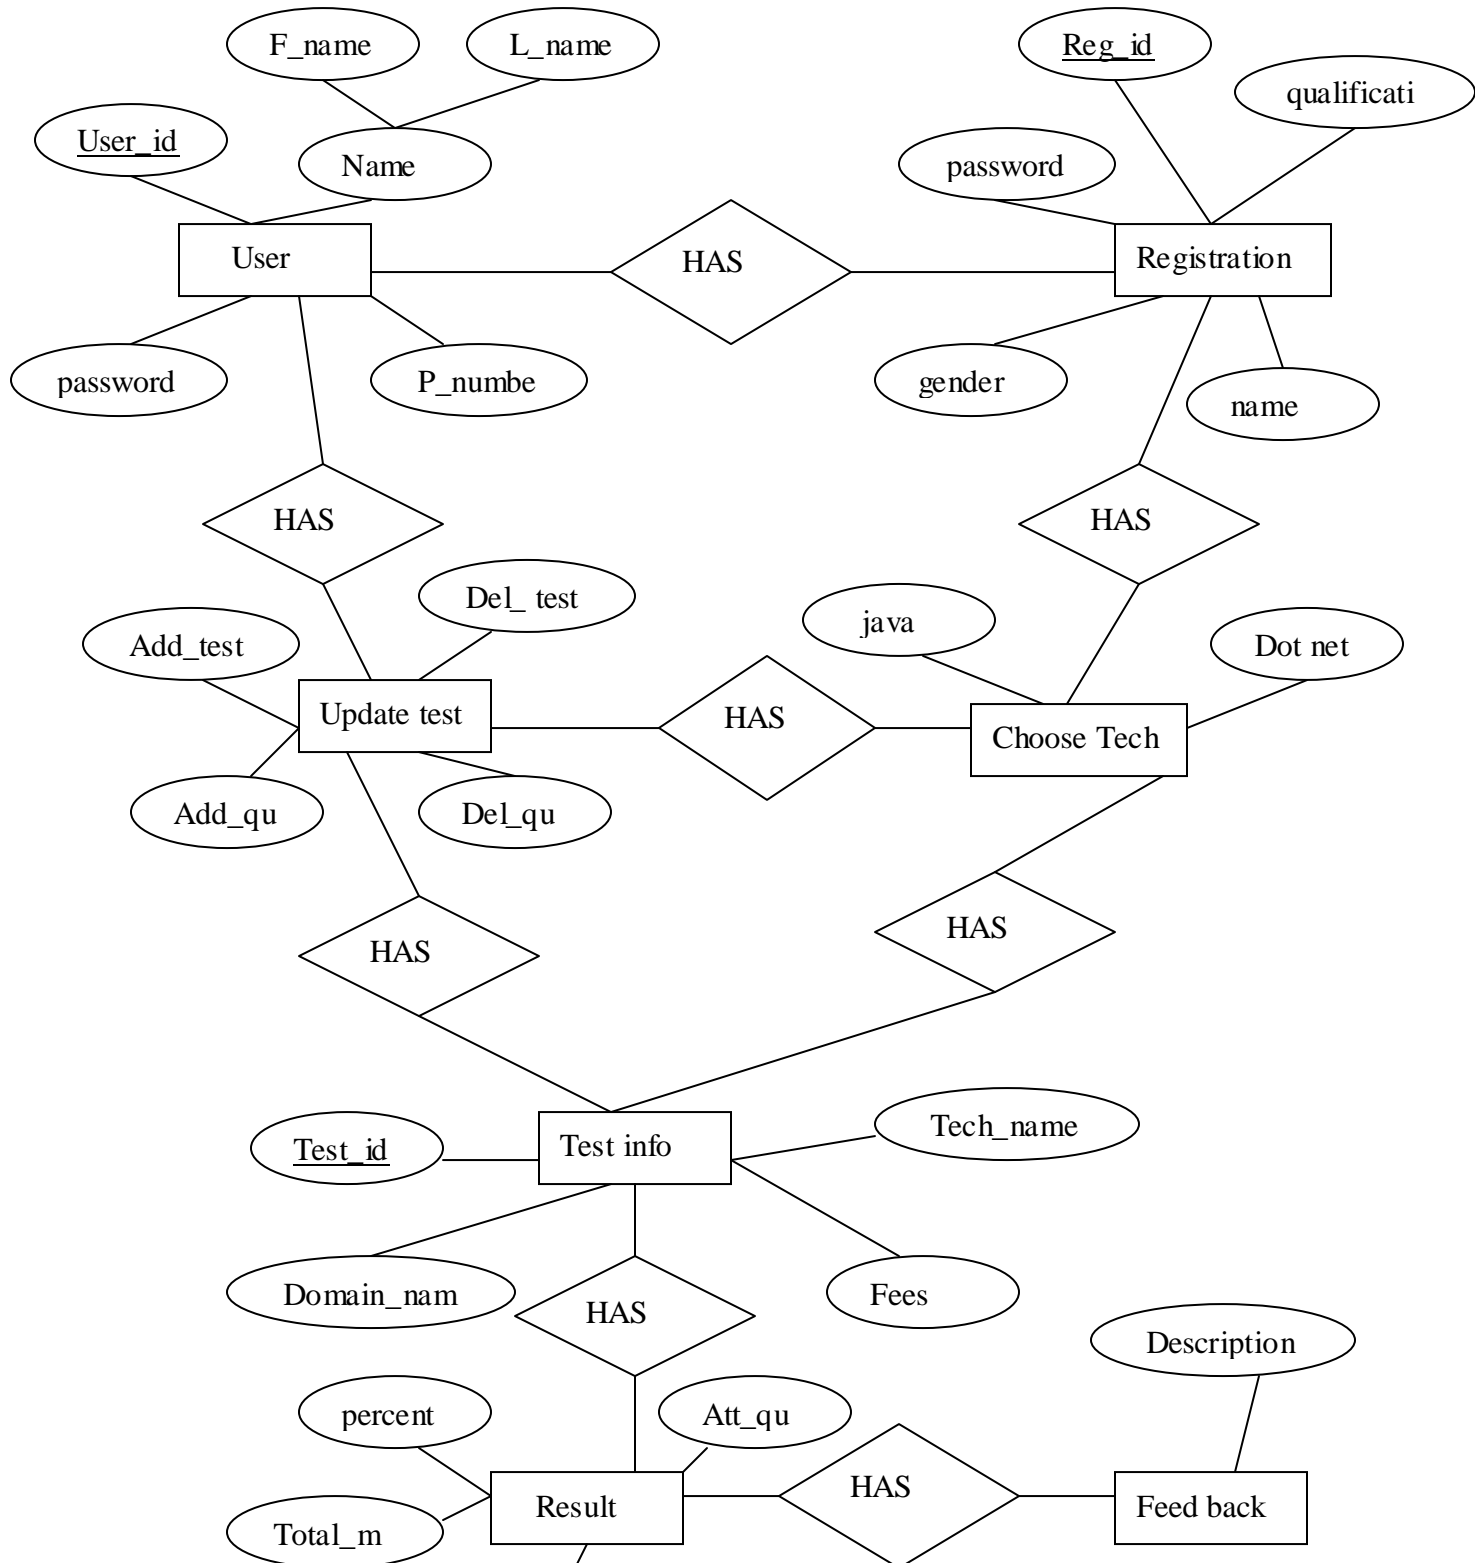 F_name
L_name
Reg_id
qualificati
User_id
Name
password
User
HAS
Registration
password
P_numbe
gender
name
HAS
HAS
Del_ test
java
Add_test
Dot net
Update test
HAS
Choose Tech
Add_qu
Del_qu
HAS
HAS
Test_id
Test info
Tech_name
Domain_nam
HAS
Fees
Description
percent
Att_qu
Result
HAS
Feed back
Total_m